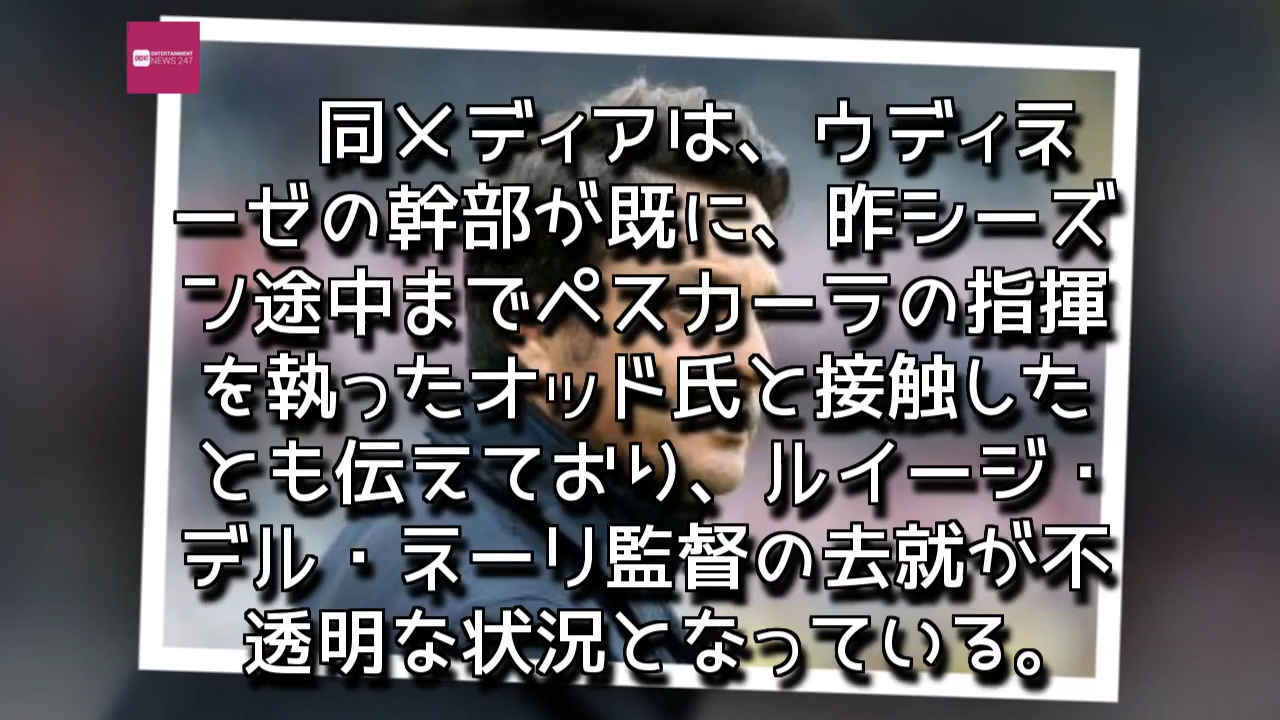 ENTERTAINMENT
NEWS 247
同メディアは、ウディネ
ーゼの幹部が既に、昨シーズ
ン途中までペスカーラの指揮
を執ったオッド氏と接触した
とも伝えており、ルイージ・
デル・ネーリ監督の去就が不
透明な状況となっている。